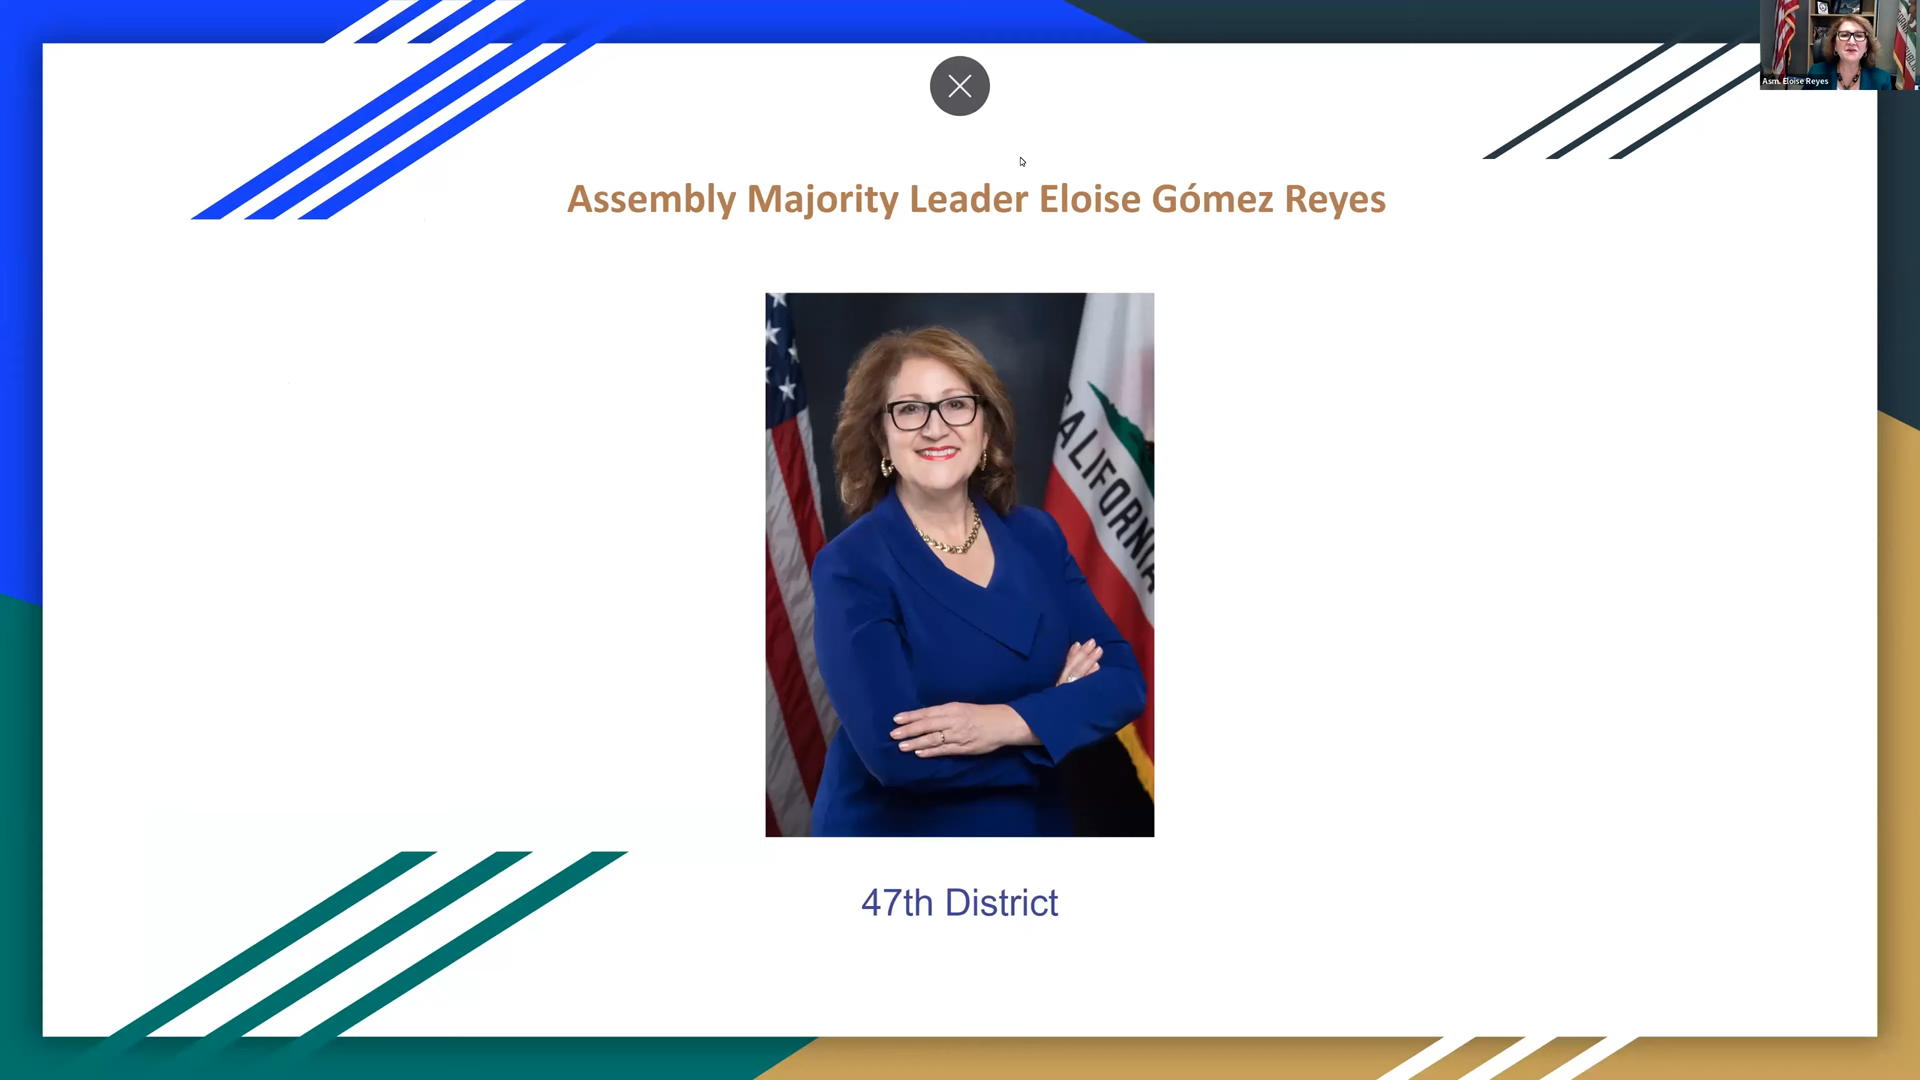 Asm. Eloise Reyes
Assembly Majority Leader Eloise Gómez Reyes
CALIFORNIA
47th District